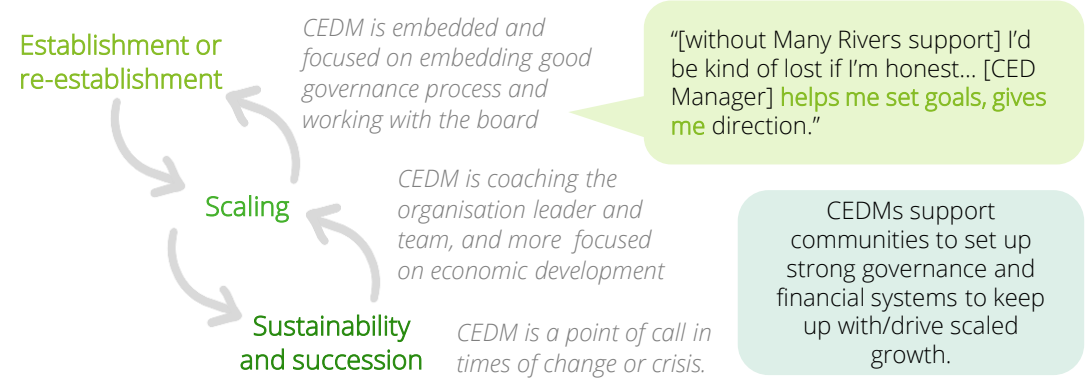 Establishment or
re-establishment
CEDM is embedded and
focused on embedding good
governance process and
working with the board
“[without Many Rivers support] I’d
be kind of lost if I’m honest... [CED
Manager] helps me set goals, gives
me direction.”
Scaling
CEDM is coaching the
organisation leader and
team, and more focused
on economic development
CEDMs support
communities to set up
strong governance and
financial systems to keep
up with/drive scaled
growth.
Sustainability
and succession
CEDM is a point of call in
times of change or crisis.